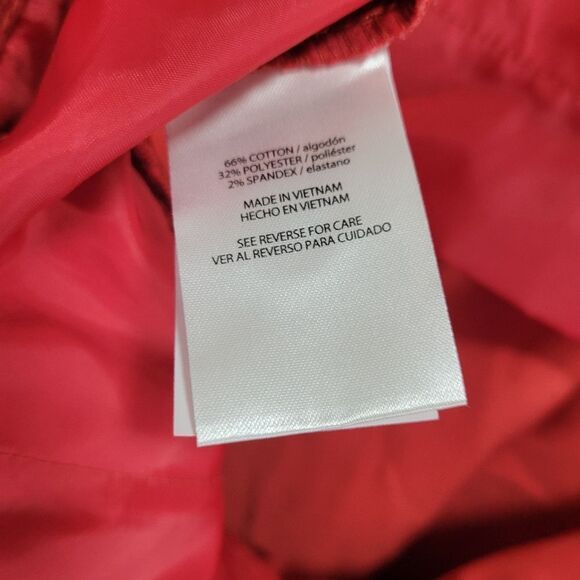 66% COTTON / algodón
32% POLYESTER / poliéster
2% SPANDEX / elastano
MADE IN VIETNAM
HECHO EN VIETNAM
SEE REVERSE FOR CARE
VER AL REVERSO PARA CUIDADO